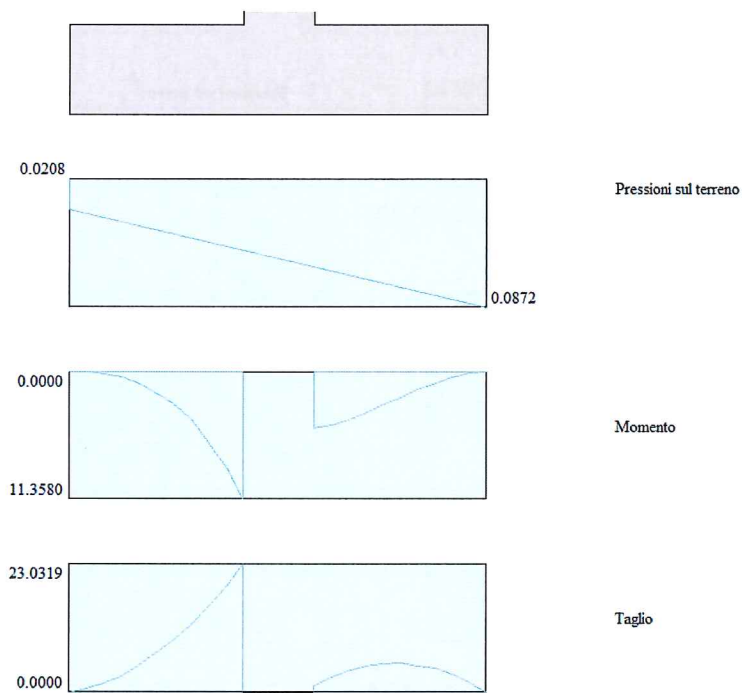 0.0208
Pressioni sul terreno
0.0872
0.0000
Momento
11.3580
23.0319
Taglio
0.0000